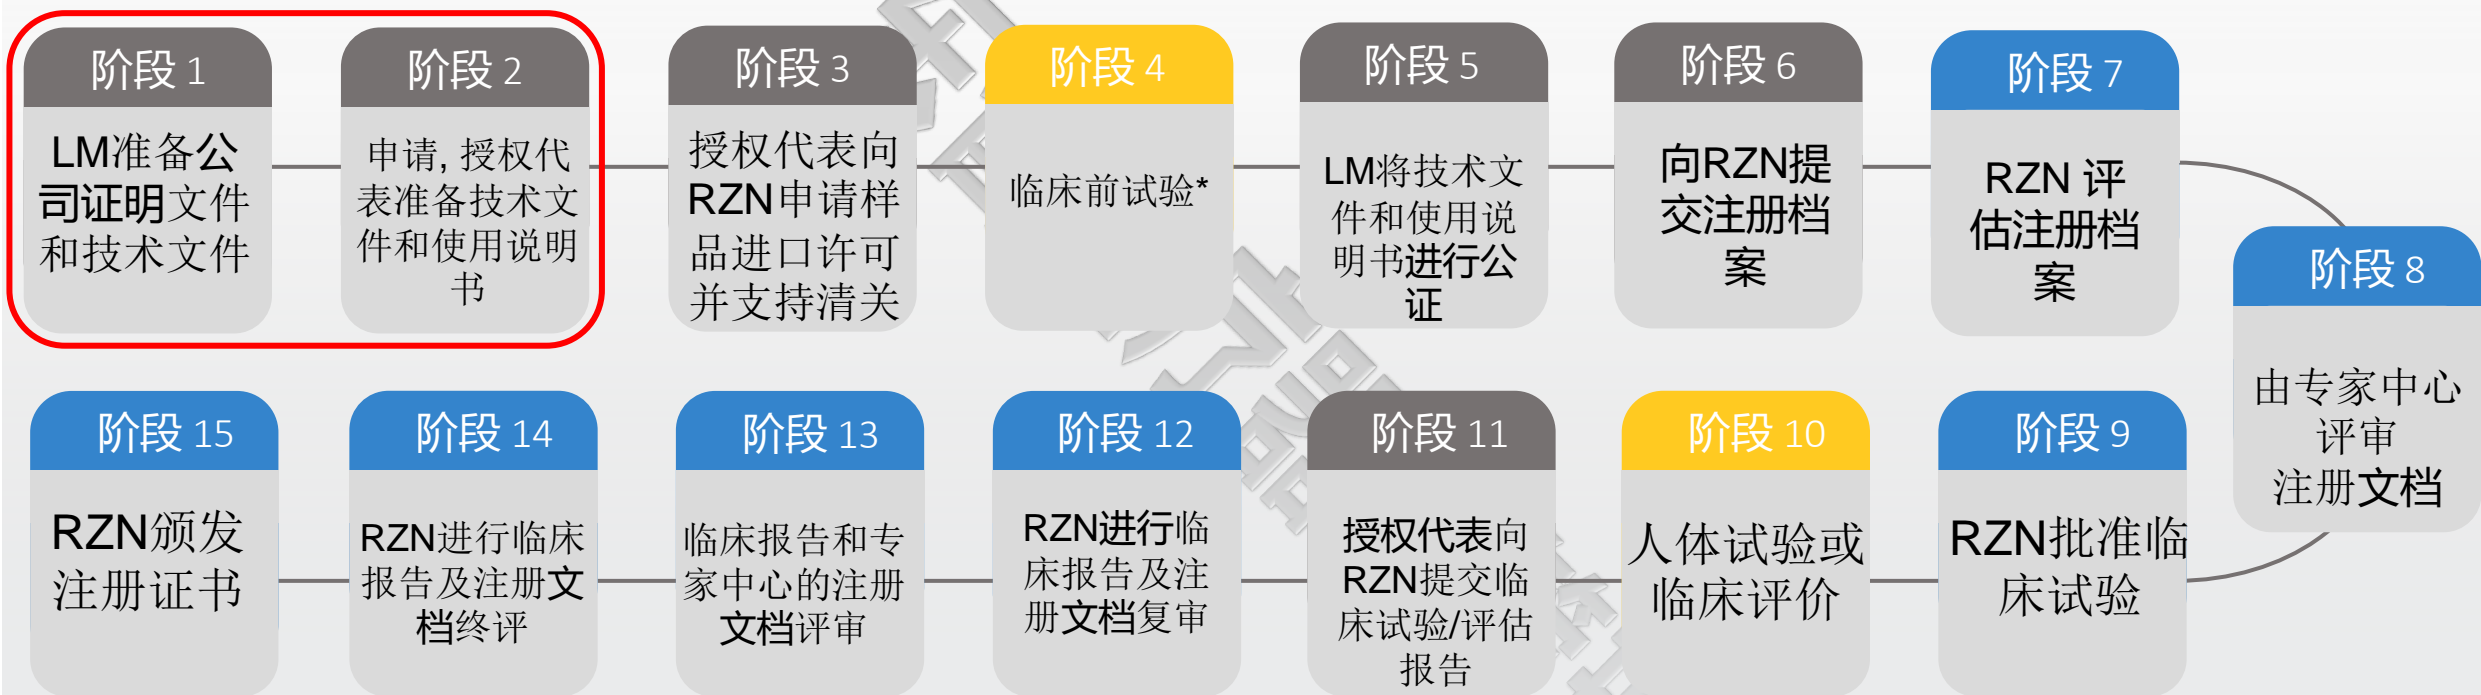 阶段 1
LM准备公
司证明文件
和技术文件
阶段 2
申请, 授权代
表准备技术文
件和使用说明
书
阶段 3
授权代表向
RZN申请样
品进口许可
并支持清关
阶段 4
临床前试验*
阶段 5
LM将技术文
件和使用说
明书进行公
证
阶段 6
向RZN提
交注册档
案
阶段 7
RZN 评
估注册档
案
阶段 8
由专家中心
评审
注册文档
阶段 9
RZN批准临
床试验
阶段 10
人体试验或
临床评价
阶段 11
授权代表向
RZN提交临
床试验/评估
报告
阶段 12
RZN进行临
床报告及注
册文档复审
阶段 13
临床报告和专
家中心的注册
文档评审
阶段 14
RZN进行临床
报告及注册文
档终评
阶段 15
RZN颁发
注册证书